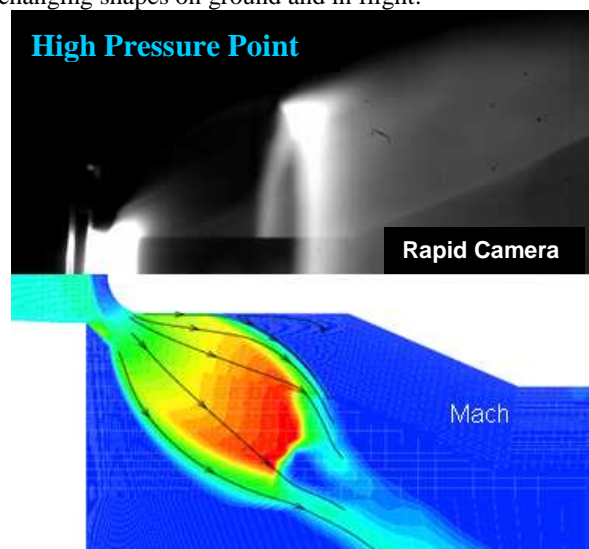 changing shapes on ground and in flight.
High Pressure Point
Rapid Camera
Mach